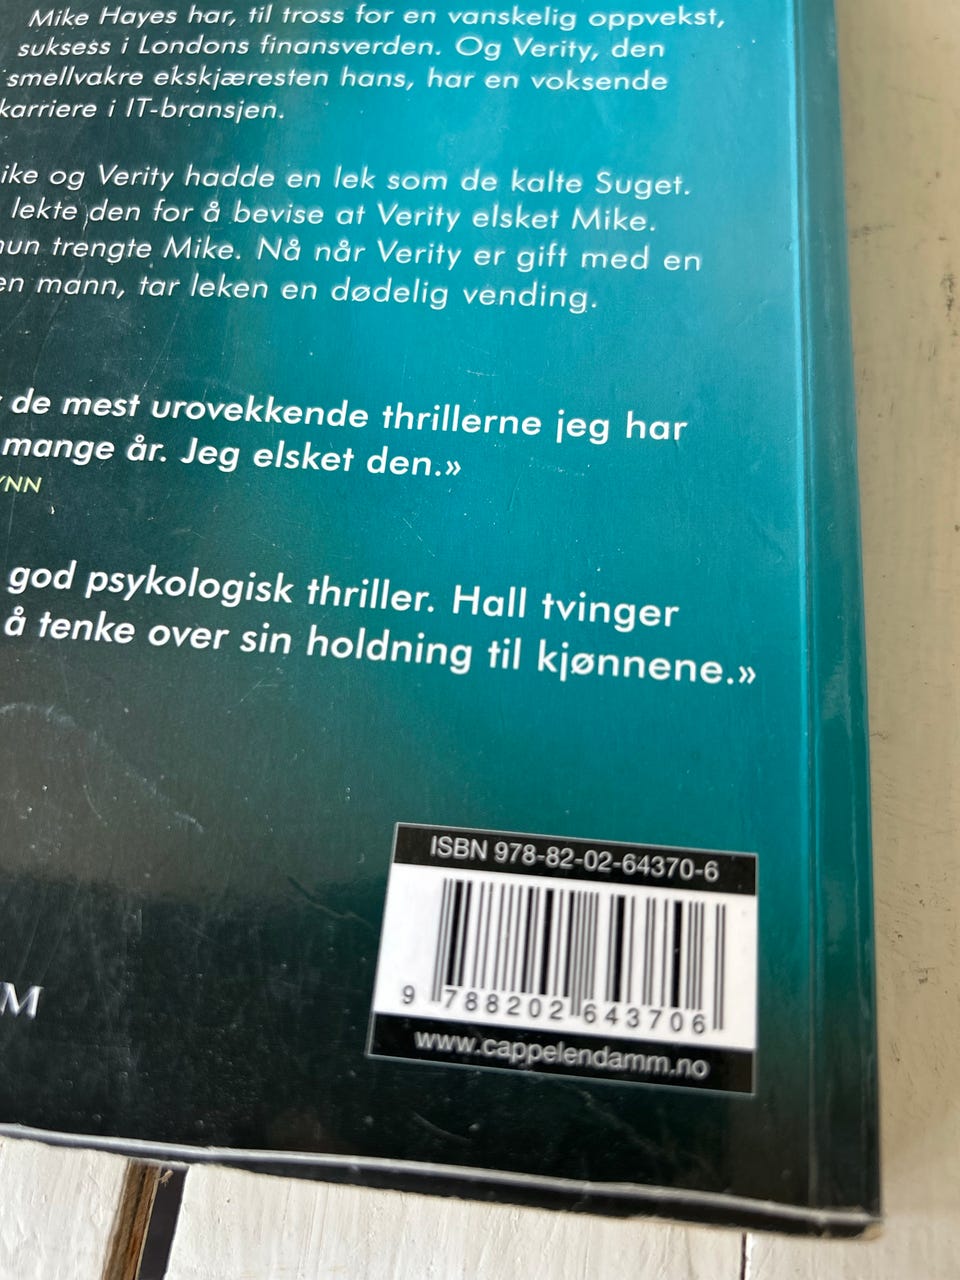 Mike Hayes har, til tross for en vanskelig oppvekst,
suksess i Londons finansverden. Og Verity, den
smellvakre ekskjæresten hans, har en voksende
karriere i IT-bransjen.
ike og Verity hadde en lek som de kalte Suget.
lekte den for å bevise at Verity elsket Mike.
hun trengte Mike. Nå når Verity er gift med en
en mann, tar leken en dødelig vending.
de mest urovekkende thrillerne jeg har
mange år. Jeg elsket den.»
YNN
god psykologisk thriller. Hall tvinger
å tenke over sin holdning til kjønnene.»
ISBN 978-82-02-64370-6
9 788202 643706
www.cappelendamm.no
M